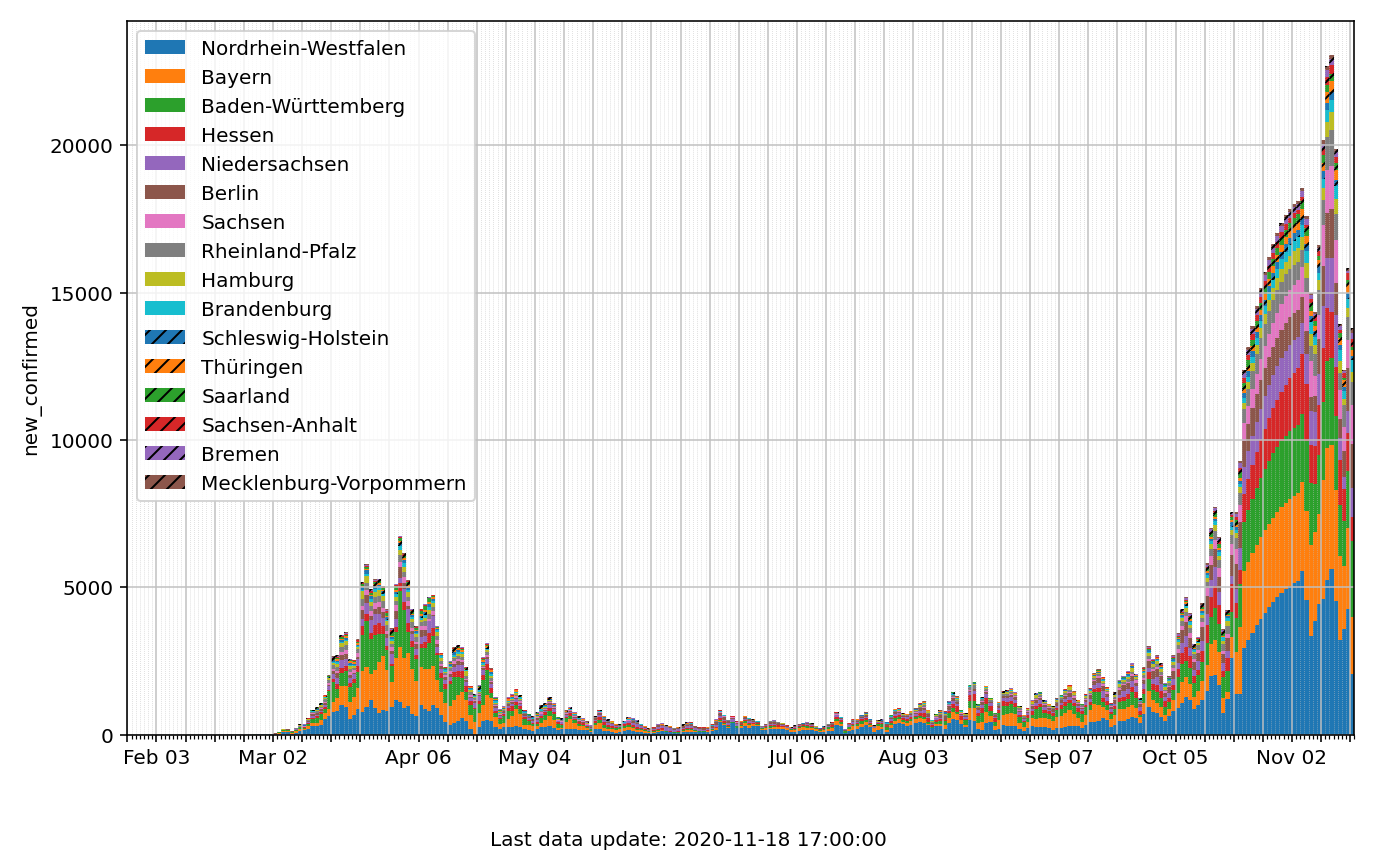 Nordrhein-Westfalen
Bayern
Baden-Württemberg
Hessen
Niedersachsen
Berlin
Sachsen
Rheinland-Pfalz
Hamburg
Brandenburg
Schleswig-Holstein
Thüringen
Saarland
Sachsen-Anhalt
Bremen
Mecklenburg-Vorpommern
new_confirmed
20000
15000
10000
5000
0
Feb 03 Mar 02 Apr 06 May 04 Jun 01 Jul 06 Aug 03 Sep 07 Oct 05 Nov 02
Last data update: 2020-11-18 17:00:00